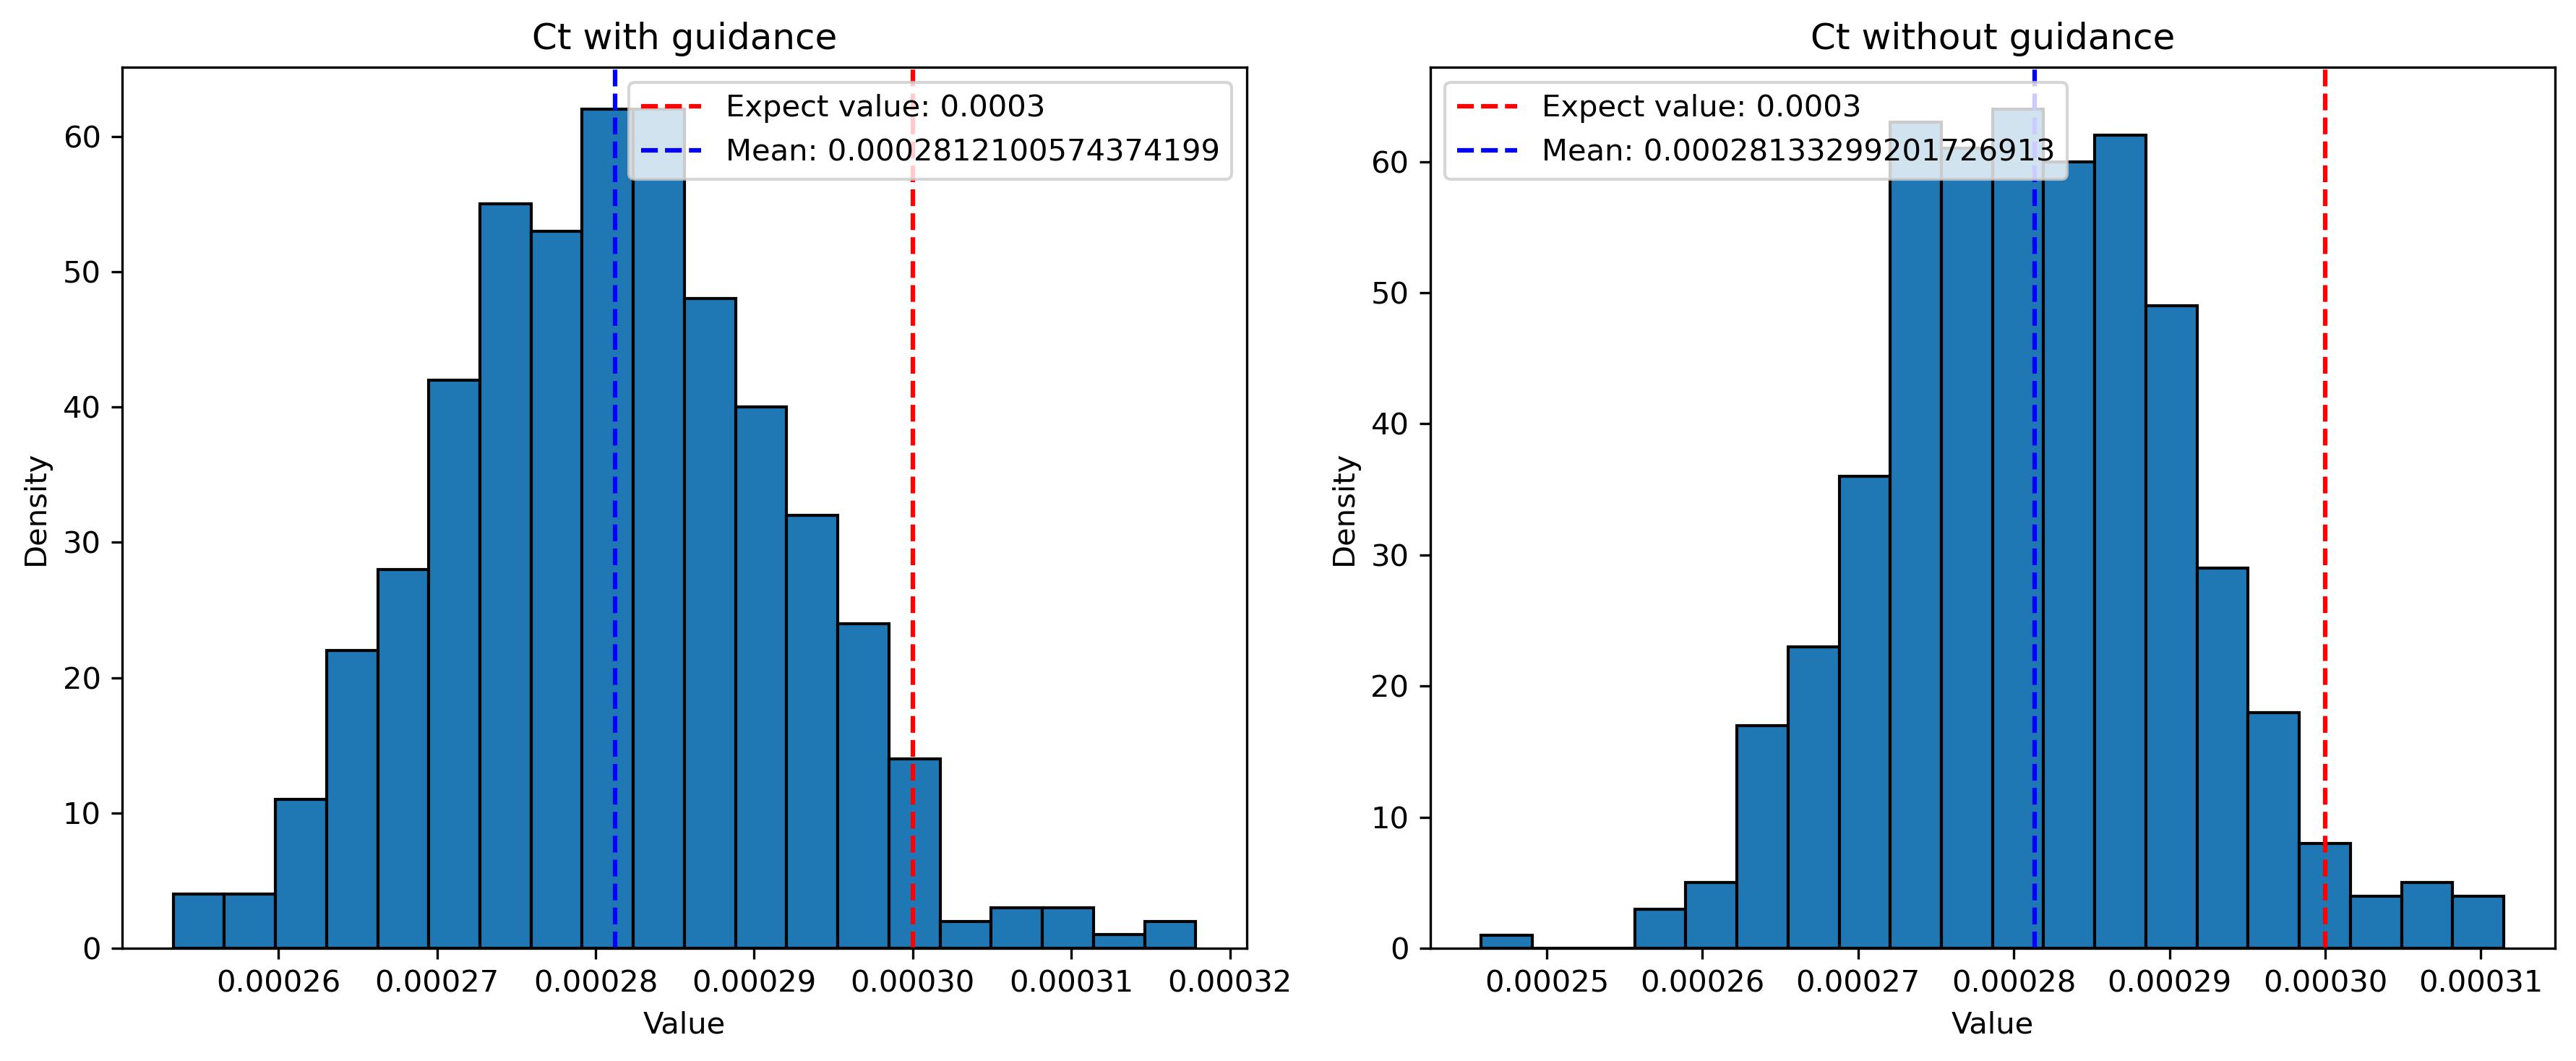 Ct with guidance
Expect value: 0.0003
Mean: 0.0002812100574374199
60
50
40
30
20
10
0
Density
0.00026 0.00027 0.00028 0.00029 0.00030 0.00031 0.00032
Value
Ct without guidance
Expect value: 0.0003
Mean: 0.00028133299201726913
60
50
40
30
20
10
0
Density
0.00025 0.00026 0.00027 0.00028 0.00029 0.00030 0.00031
Value